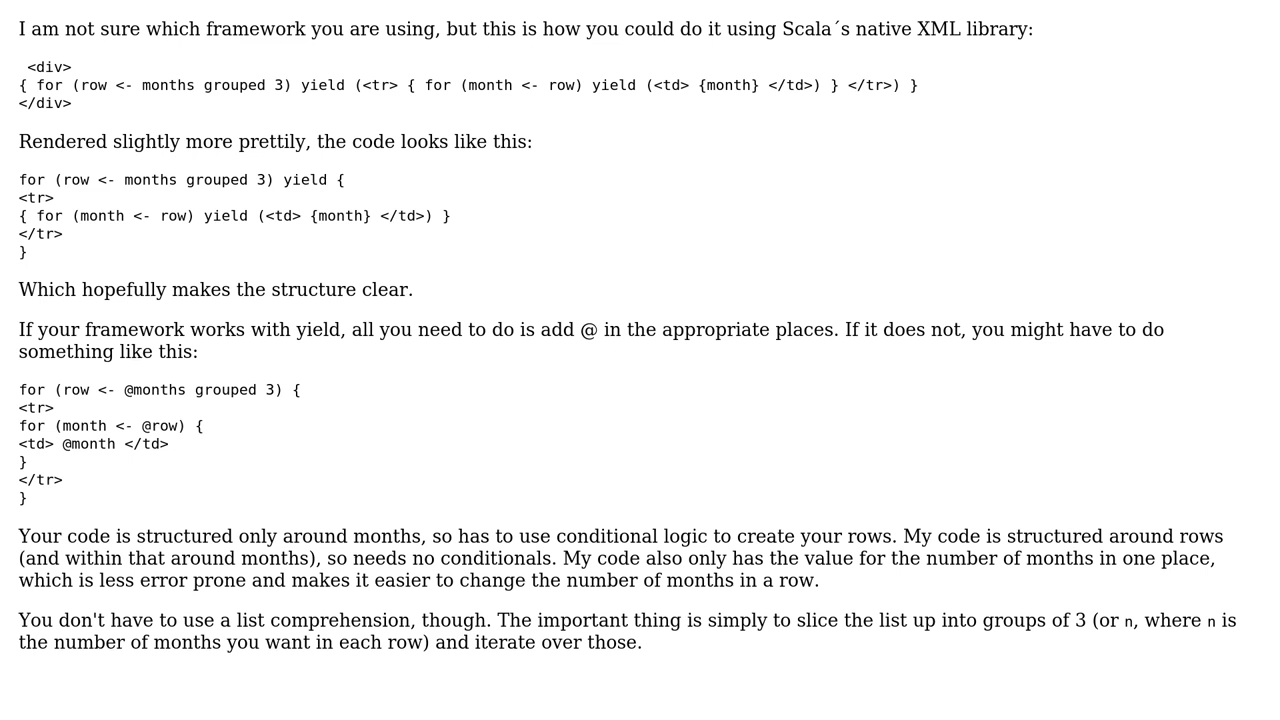 I am not sure which framework you are using, but this is how you could do it using Scala´s native XML library:
<div>
{ for (row <- months grouped 3) yield (<tr> { for (month <- row) yield (<td> {month} </td>) } </tr>) }
</div>
Rendered slightly more prettily, the code looks like this:
for (row <- months grouped 3) yield {
<tr>
{ for (month <- row) yield (<td> {month} </td>) }
</tr>
}
Which hopefully makes the structure clear.
If your framework works with yield, all you need to do is add @ in the appropriate places. If it does not, you might have to do
something like this:
for (row <- @months grouped 3) {
<tr>
for (month <- @row) {
<td> @month </td>
}
</tr>
}
Your code is structured only around months, so has to use conditional logic to create your rows. My code is structured around rows
(and within that around months), so needs no conditionals. My code also only has the value for the number of months in one place,
which is less error prone and makes it easier to change the number of months in a row.
You don't have to use a list comprehension, though. The important thing is simply to slice the list up into groups of 3 (or n, where n is
the number of months you want in each row) and iterate over those.